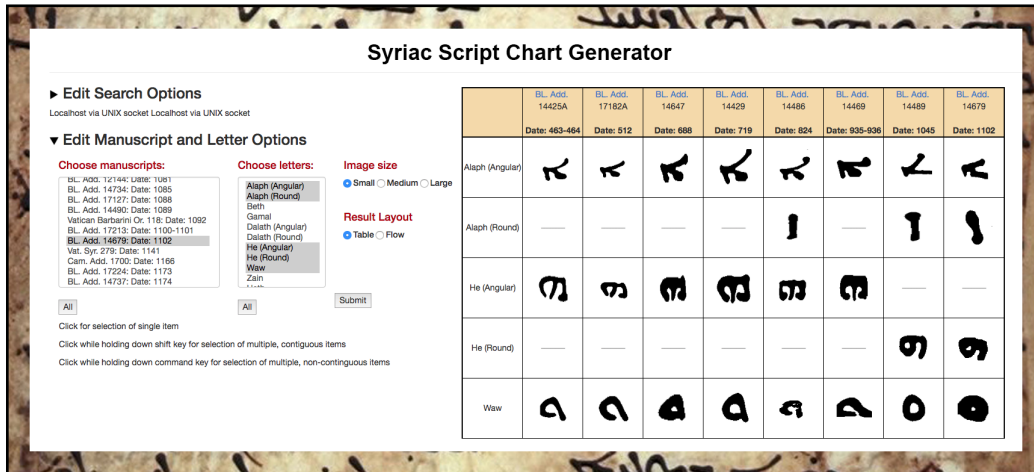 Syriac Script Chart Generator
▸ Edit Search Options
Localhost via UNIX socket Localhost via UNIX socket
▾ Edit Manuscript and Letter Options
Choose manuscripts:
BL. Add. 12144: Date: 1081
BL. Add. 14734: Date: 1085
BL. Add. 17127: Date: 1088
BL. Add. 14490: Date: 1089
Vatican Barbarini Or. 118: Date: 1092
BL. Add. 17213: Date: 1100-1101
BL. Add. 14679: Date: 1102
Vat. Syr. 279: Date: 1141
Cam. Add. 1700: Date: 1166
BL. Add. 17224: Date: 1173
BL. Add. 14737: Date: 1174
All
Choose letters:
Alaph (Angular)
Alaph (Round)
Beth
Gamal
Dalath (Angular)
Dalath (Round)
He (Angular)
He (Round)
Waw
Zain
All
Image size
Small Medium Large
Result Layout
Table Flow
Submit
Click for selection of single item
Click while holding down shift key for selection of multiple, contiguous items
Click while holding down command key for selection of multiple, non-continguous items
BL. Add. 14425A BL. Add. 17182A BL. Add. 14647 BL. Add. 14429 BL. Add. 14486 BL. Add. 14469 BL. Add. 14489 BL. Add. 14679
Date: 463-464 Date: 512 Date: 688 Date: 719 Date: 824 Date: 935-936 Date: 1045 Date: 1102
Alaph (Angular)
Alaph (Round)
He (Angular)
He (Round)
Waw